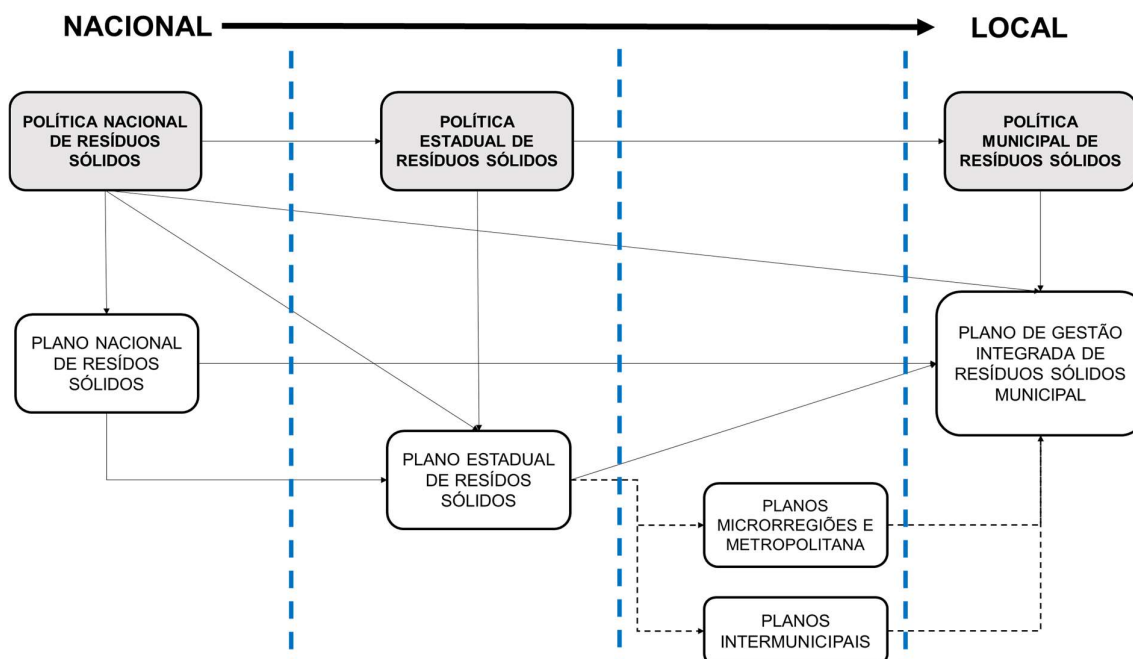 NACIONAL
LOCAL
POLÍTICA NACIONAL
DE RESÍDUOS
SÓLIDOS
POLÍTICA
ESTADUAL DE
RESÍDUOS SÓLIDOS
POLÍTICA
MUNICIPAL DE
RESÍDUOS SÓLIDOS
PLANO NACIONAL
DE RESÍDOS
SÓLIDOS
PLANO DE GESTÃO
INTEGRADA DE
RESÍDUOS SÓLIDOS
MUNICIPAL
PLANO ESTADUAL
DE RESÍDOS
SÓLIDOS
PLANOS
MICRORREGIÕES E
METROPOLITANA
PLANOS
INTERMUNICIPAIS